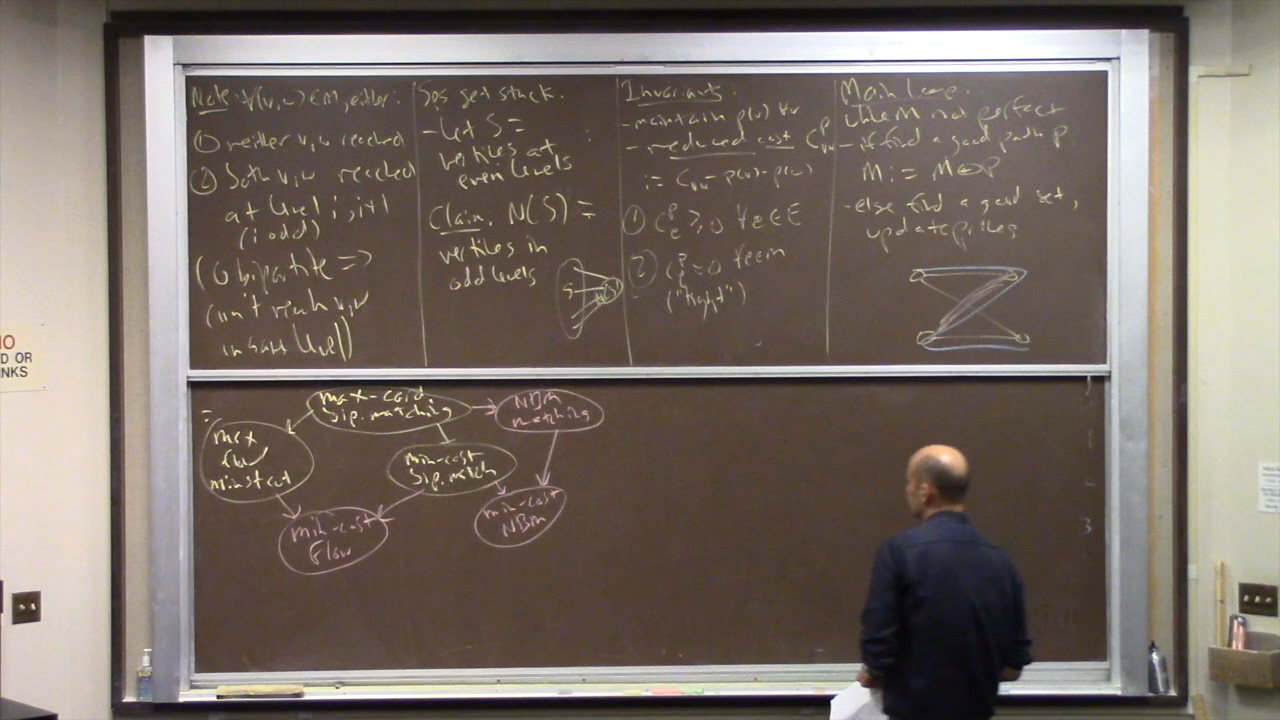 Note: ∀(v,w)∈M, either:
① neither v,w reached
② both v,w reached
at level i, i+1
(i odd)
(G bipartite ⇒
can't reach v,w
in same level)
Sps get stuck.
- Let S =
vertices at
even levels
Claim: N(S) =
vertices in
odd levels
S
N(S)
Invariants:
- maintain p(v) ∀v
- reduced cost C^p_vw
:= C_vw - p(v) - p(w)
① C^p_e ≥ 0 ∀e∈E
② C^p_e = 0 ∀e∈M
("tight")
Main loop:
while M not perfect
- if find a good path P
M := M⊕P
- else find a good set,
update prices
max-card
bip. matching
NBM
matching
max
flow
min s-t cut
min-cost
bip. match
min-cost
flow
min-cost
NBM
NO
D OR
NKS